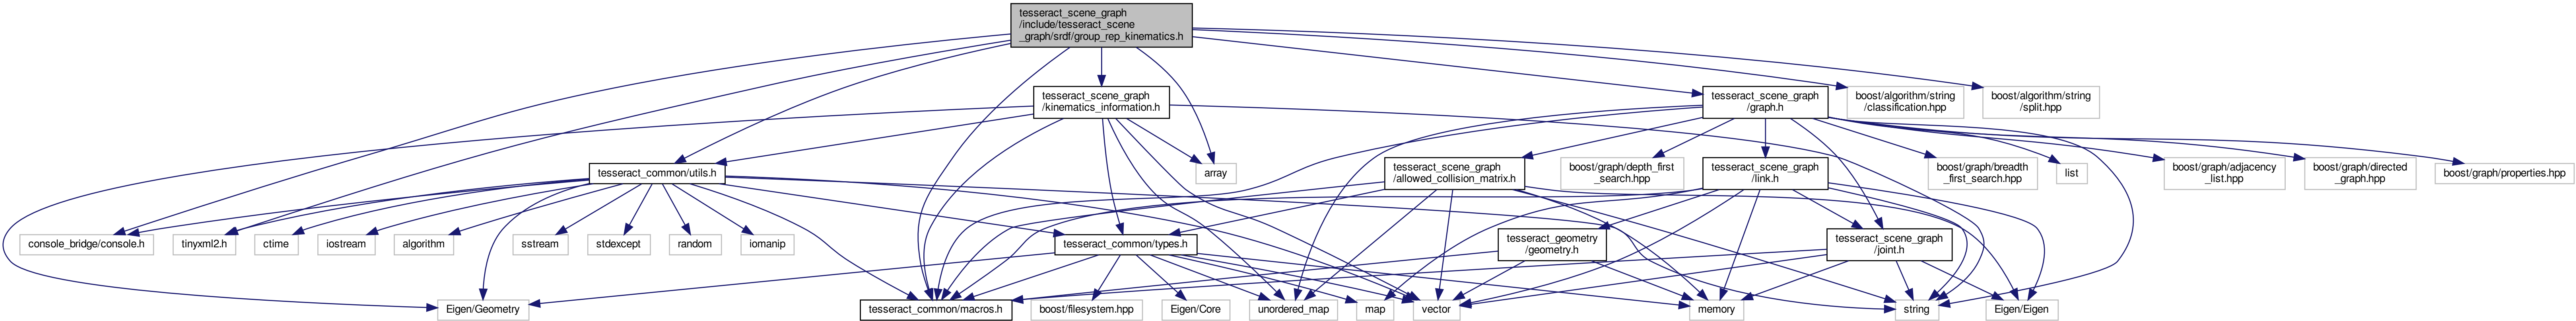 tesseract_scene_graph
/include/tesseract_scene
_graph/srdf/group_rep_kinematics.h
tesseract_scene_graph
/kinematics_information.h
tesseract_scene_graph
/graph.h
boost/algorithm/string
/classification.hpp
boost/algorithm/string
/split.hpp
tesseract_common/utils.h
array
tesseract_scene_graph
/allowed_collision_matrix.h
boost/graph/depth_first
_search.hpp
tesseract_scene_graph
/link.h
boost/graph/breadth
_first_search.hpp
list
boost/graph/adjacency
_list.hpp
boost/graph/directed
_graph.hpp
boost/graph/properties.hpp
console_bridge/console.h
tinyxml2.h
ctime
iostream
algorithm
sstream
stdexcept
random
iomanip
tesseract_common/types.h
tesseract_geometry
/geometry.h
tesseract_scene_graph
/joint.h
Eigen/Geometry
tesseract_common/macros.h
boost/filesystem.hpp
Eigen/Core
unordered_map
map
vector
memory
string
Eigen/Eigen